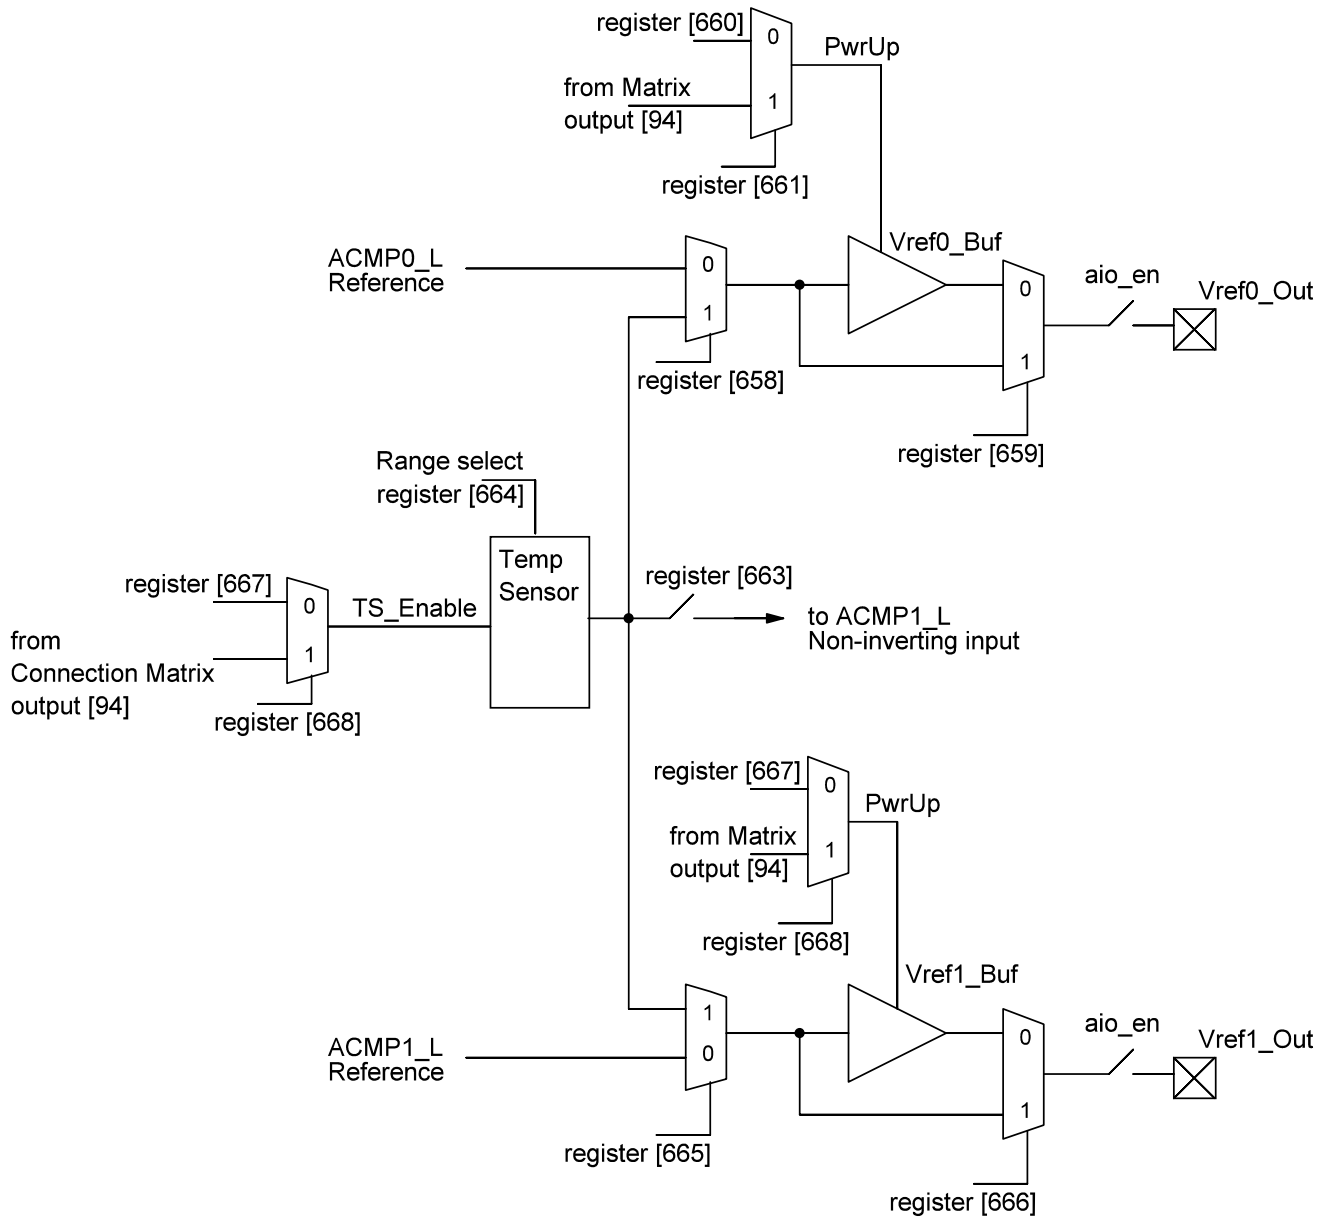 register [660]
0
PwrUp
from Matrix
output [94]
1
register [661]
ACMP0_L
Reference
0
1
register [658]
Vref0_Buf
0
1
aio_en
Vref0_Out
register [659]
Range select
register [664]
Temp
Sensor
register [667]
0
TS_Enable
from
Connection Matrix
output [94]
1
register [668]
register [663]
to ACMP1_L
Non-inverting input
register [667]
0
PwrUp
from Matrix
output [94]
1
register [668]
Vref1_Buf
1
0
ACMP1_L
Reference
register [665]
0
1
aio_en
Vref1_Out
register [666]